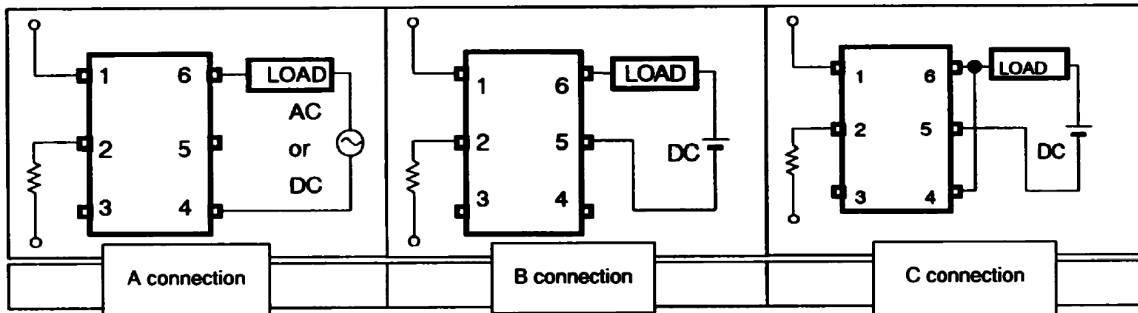 1 6 LOAD
AC
2 5 or
3 4 DC
A connection
1 6 LOAD
2 5 DC
3 4
B connection
1 6 LOAD
2 5 DC
3 4
C connection